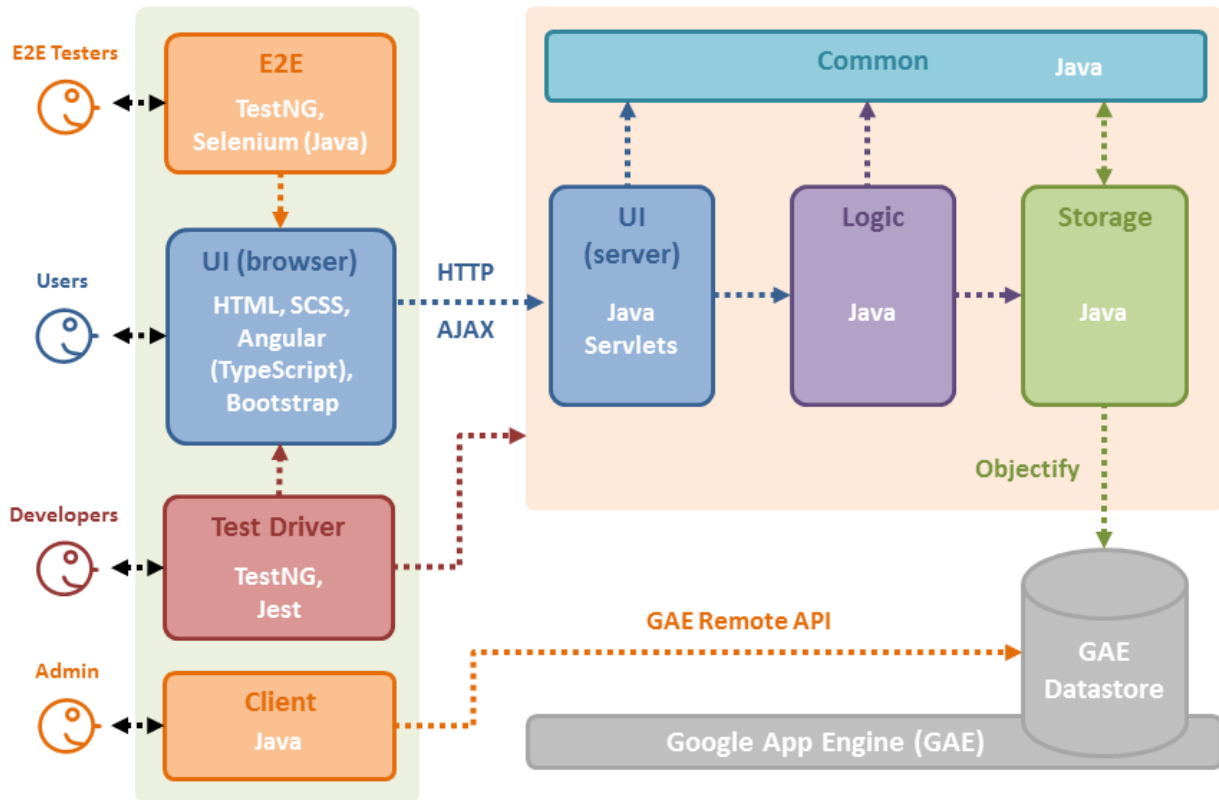 E2E Testers
E2E
TestNG,
Selenium (Java)
Users
UI (browser)
HTML, SCSS,
Angular
(TypeScript),
Bootstrap
HTTP
AJAX
Developers
Test Driver
TestNG,
Jest
Admin
Client
Java
Common
Java
UI
(server)
Java
Servlets
Logic
Java
Storage
Java
Objectify
GAE Remote API
GAE
Datastore
Google App Engine (GAE)